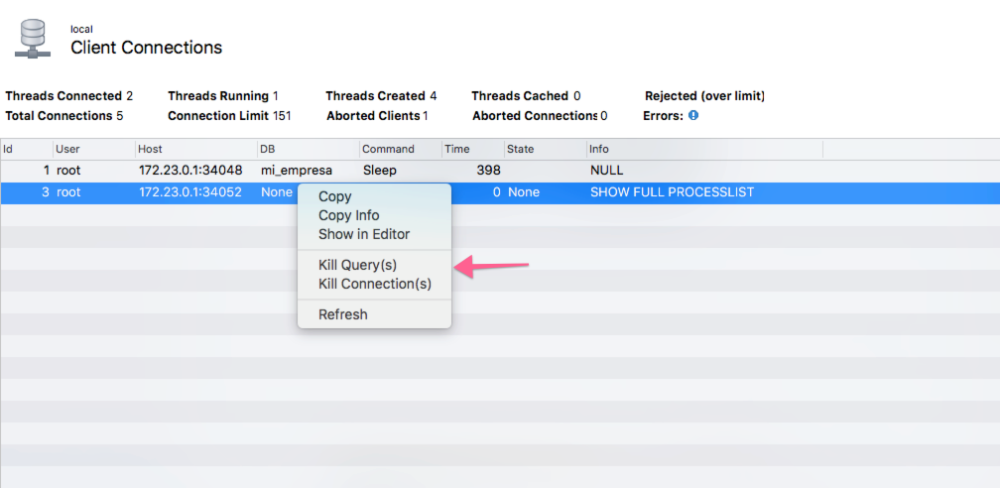 local
Client Connections
Threads Connected 2 Threads Running 1 Threads Created 4 Threads Cached 0 Rejected (over limit)
Total Connections 5 Connection Limit 151 Aborted Clients 1 Aborted Connections 0 Errors:
Id User Host DB Command Time State Info
1 root 172.23.0.1:34048 mi_empresa Sleep 398 NULL
3 root 172.23.0.1:34052 None 0 None SHOW FULL PROCESSLIST
Copy
Copy Info
Show in Editor
Kill Query(s)
Kill Connection(s)
Refresh